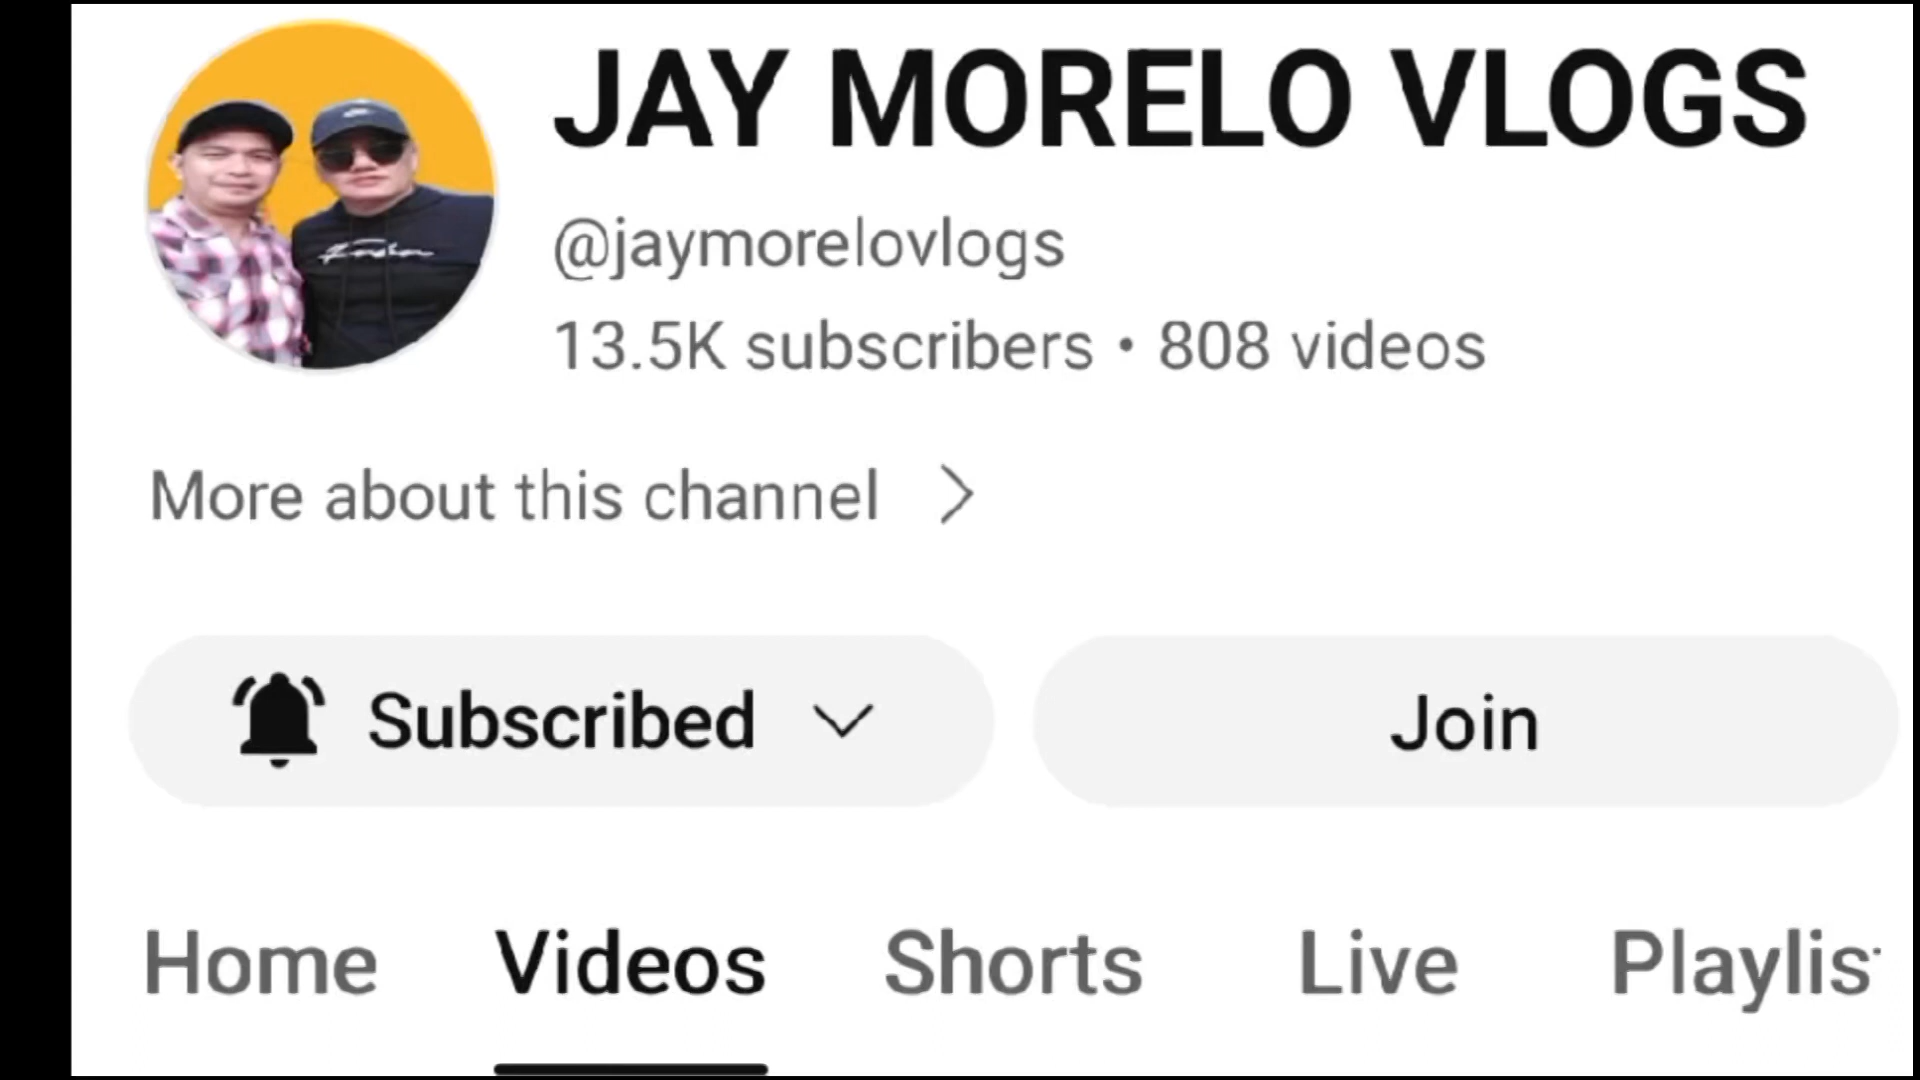 JAY MORELO VLOGS
@jaymorelovlogs
13.5K subscribers • 808 videos
More about this channel
Subscribed
Join
Home Videos Shorts Live